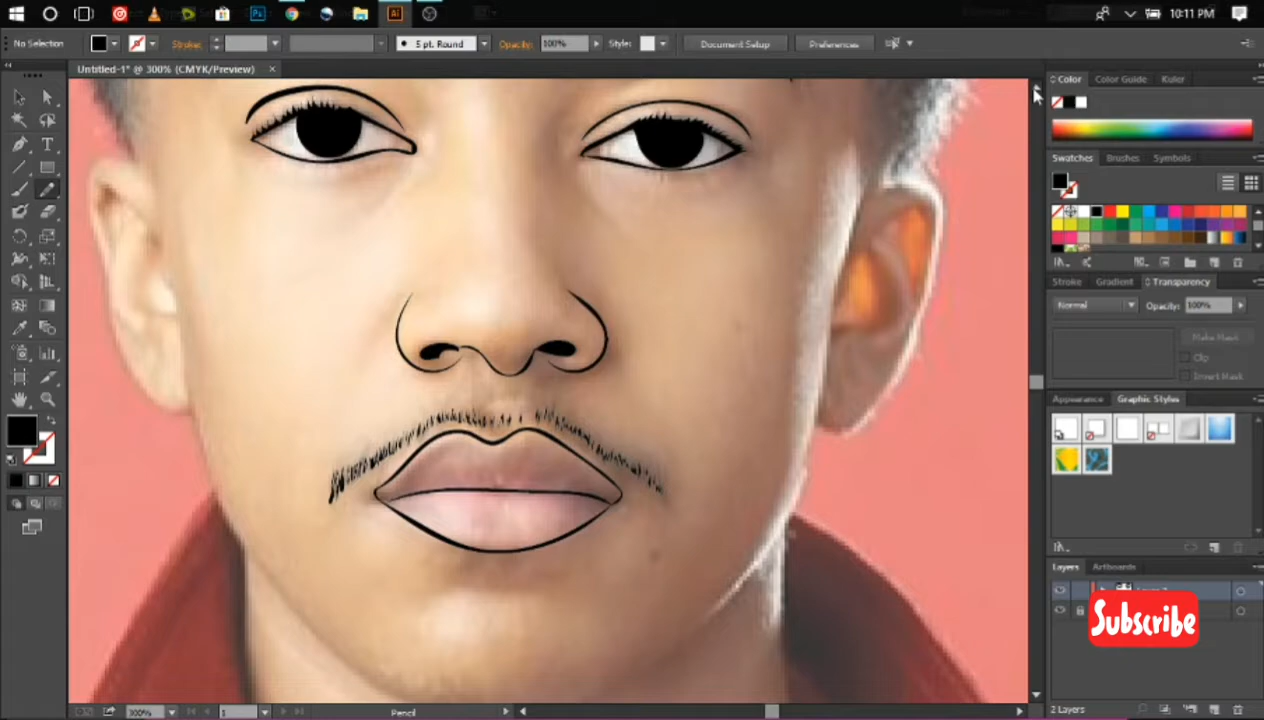 10:11 PM
No Selection
Stroke:
5 pt. Round
Opacity: 100%
Style:
Document Setup
Preferences
Untitled-1* @ 300% (CMYK/Preview)
Color
Color Guide
Kuler
Swatches
Brushes
Symbols
Stroke
Gradient
Transparency
Normal
Opacity: 100%
Make Mask
Clip
Invert Mask
Appearance
Graphic Styles
Layers
Artboards
Subscribe
2 Layers
300%
1
Pencil